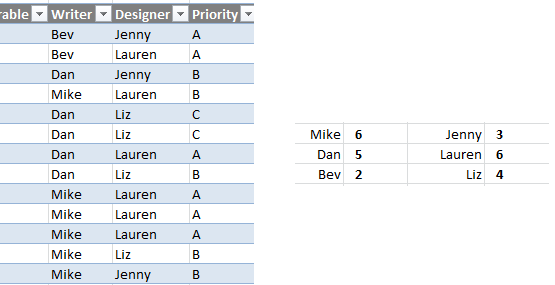 rable Writer Designer Priority
Bev Jenny A
Bev Lauren A
Dan Jenny B
Mike Lauren B
Dan Liz C
Dan Liz C
Dan Lauren A
Dan Liz B
Mike Lauren A
Mike Lauren A
Mike Lauren A
Mike Liz B
Mike Jenny B
Mike 6 Jenny 3
Dan 5 Lauren 6
Bev 2 Liz 4